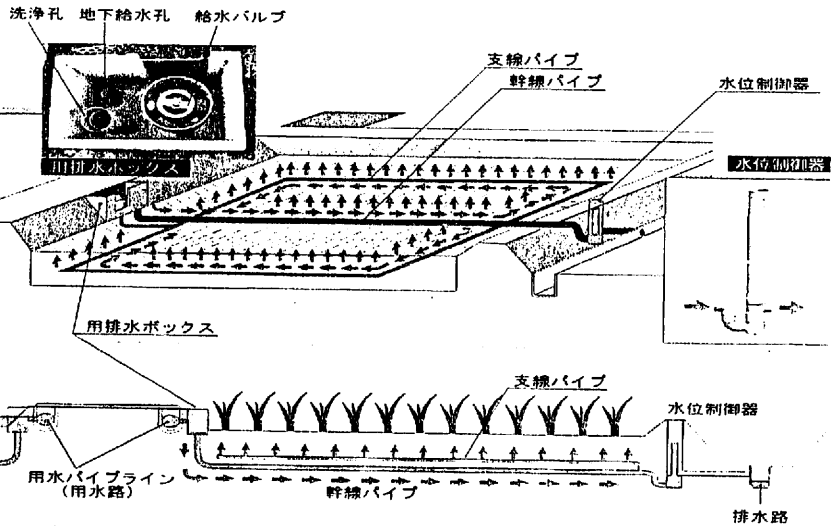 洗浄孔 地下給水孔 給水バルブ
支線パイプ
幹線パイプ
水位制御器
用排水ボックス
水位制御器
用排水ボックス
支線パイプ
水位制御器
用水パイプライン
(用水路)
幹線パイプ
排水路